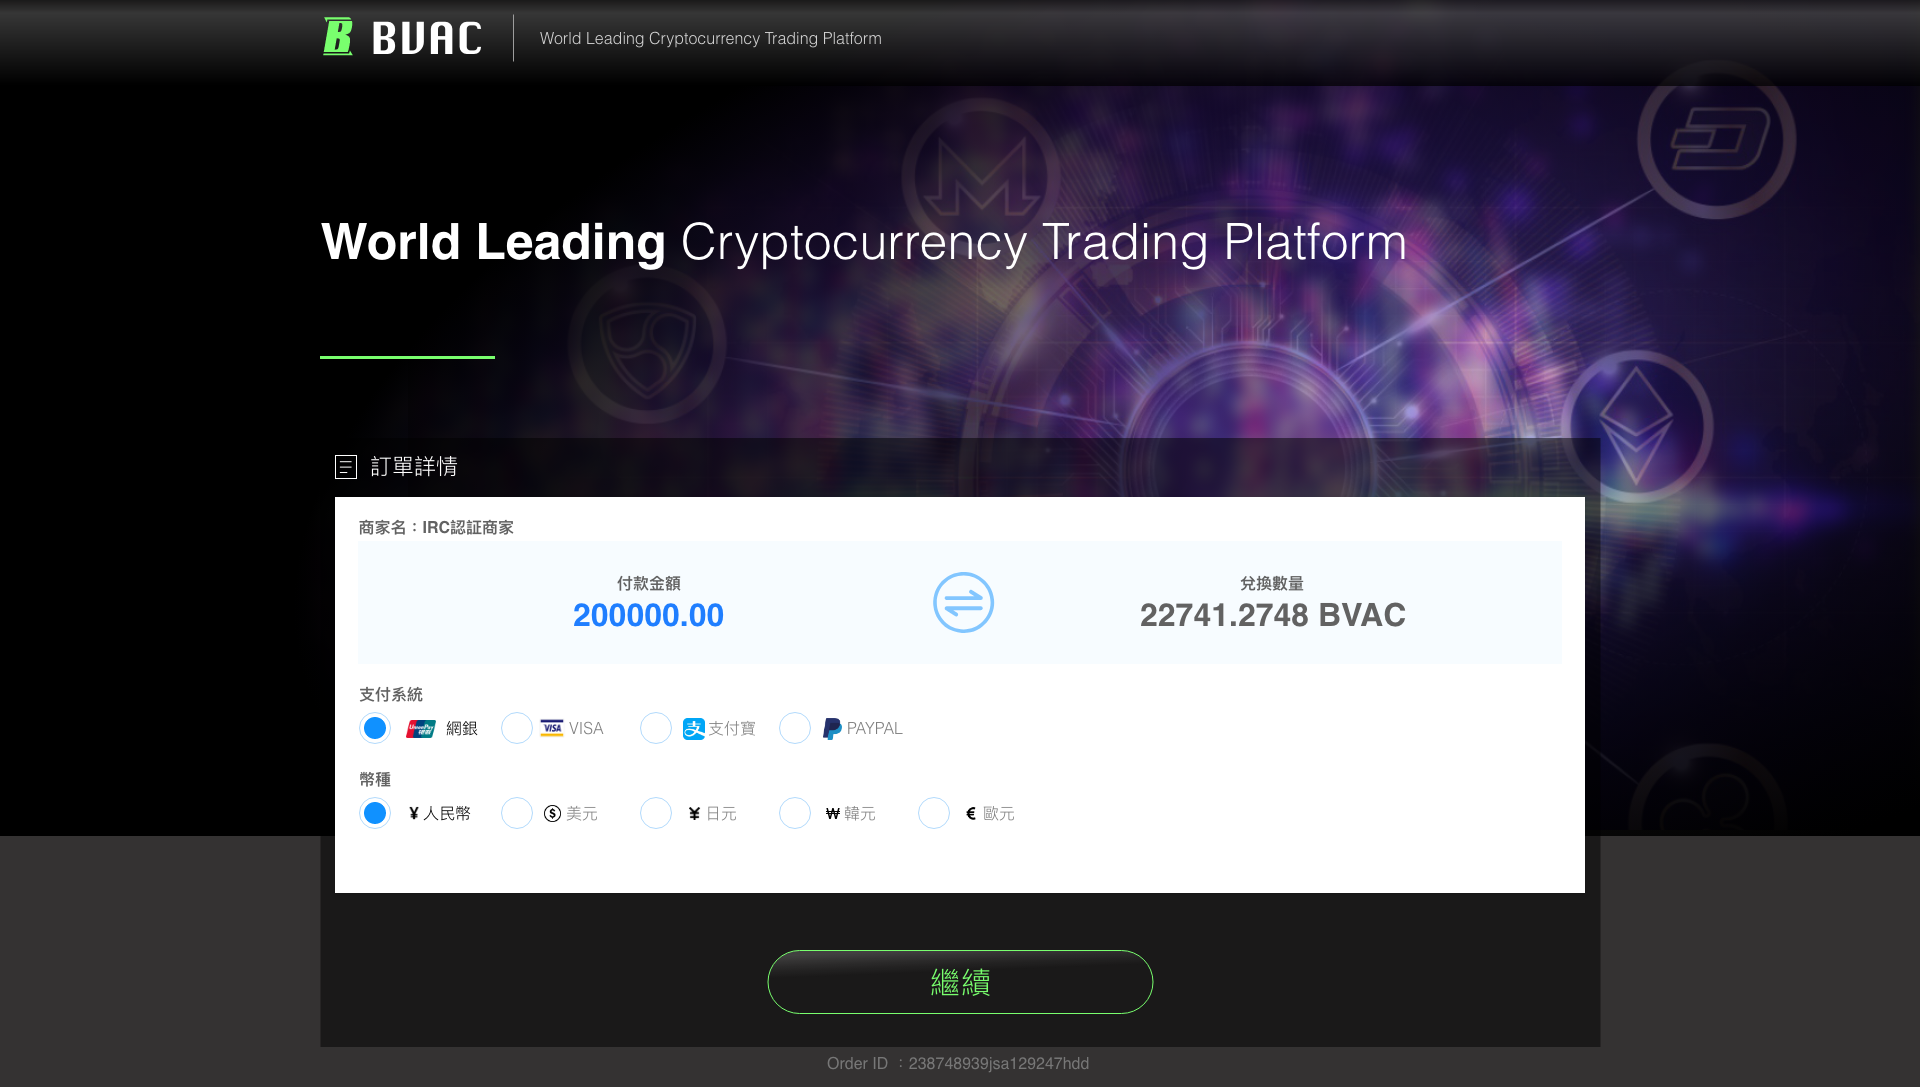 BVAC
World Leading Cryptocurrency Trading Platform
World Leading Cryptocurrency Trading Platform
訂單詳情
商家名：IRC認証商家
付款金額
200000.00
兌換數量
22741.2748 BVAC
支付系統
網銀 VISA VISA 支 支付寶 PAYPAL
幣種
¥ 人民幣 $ 美元 ¥ 日元 ₩ 韓元 € 歐元
繼續
Order ID ：238748939jsa129247hdd